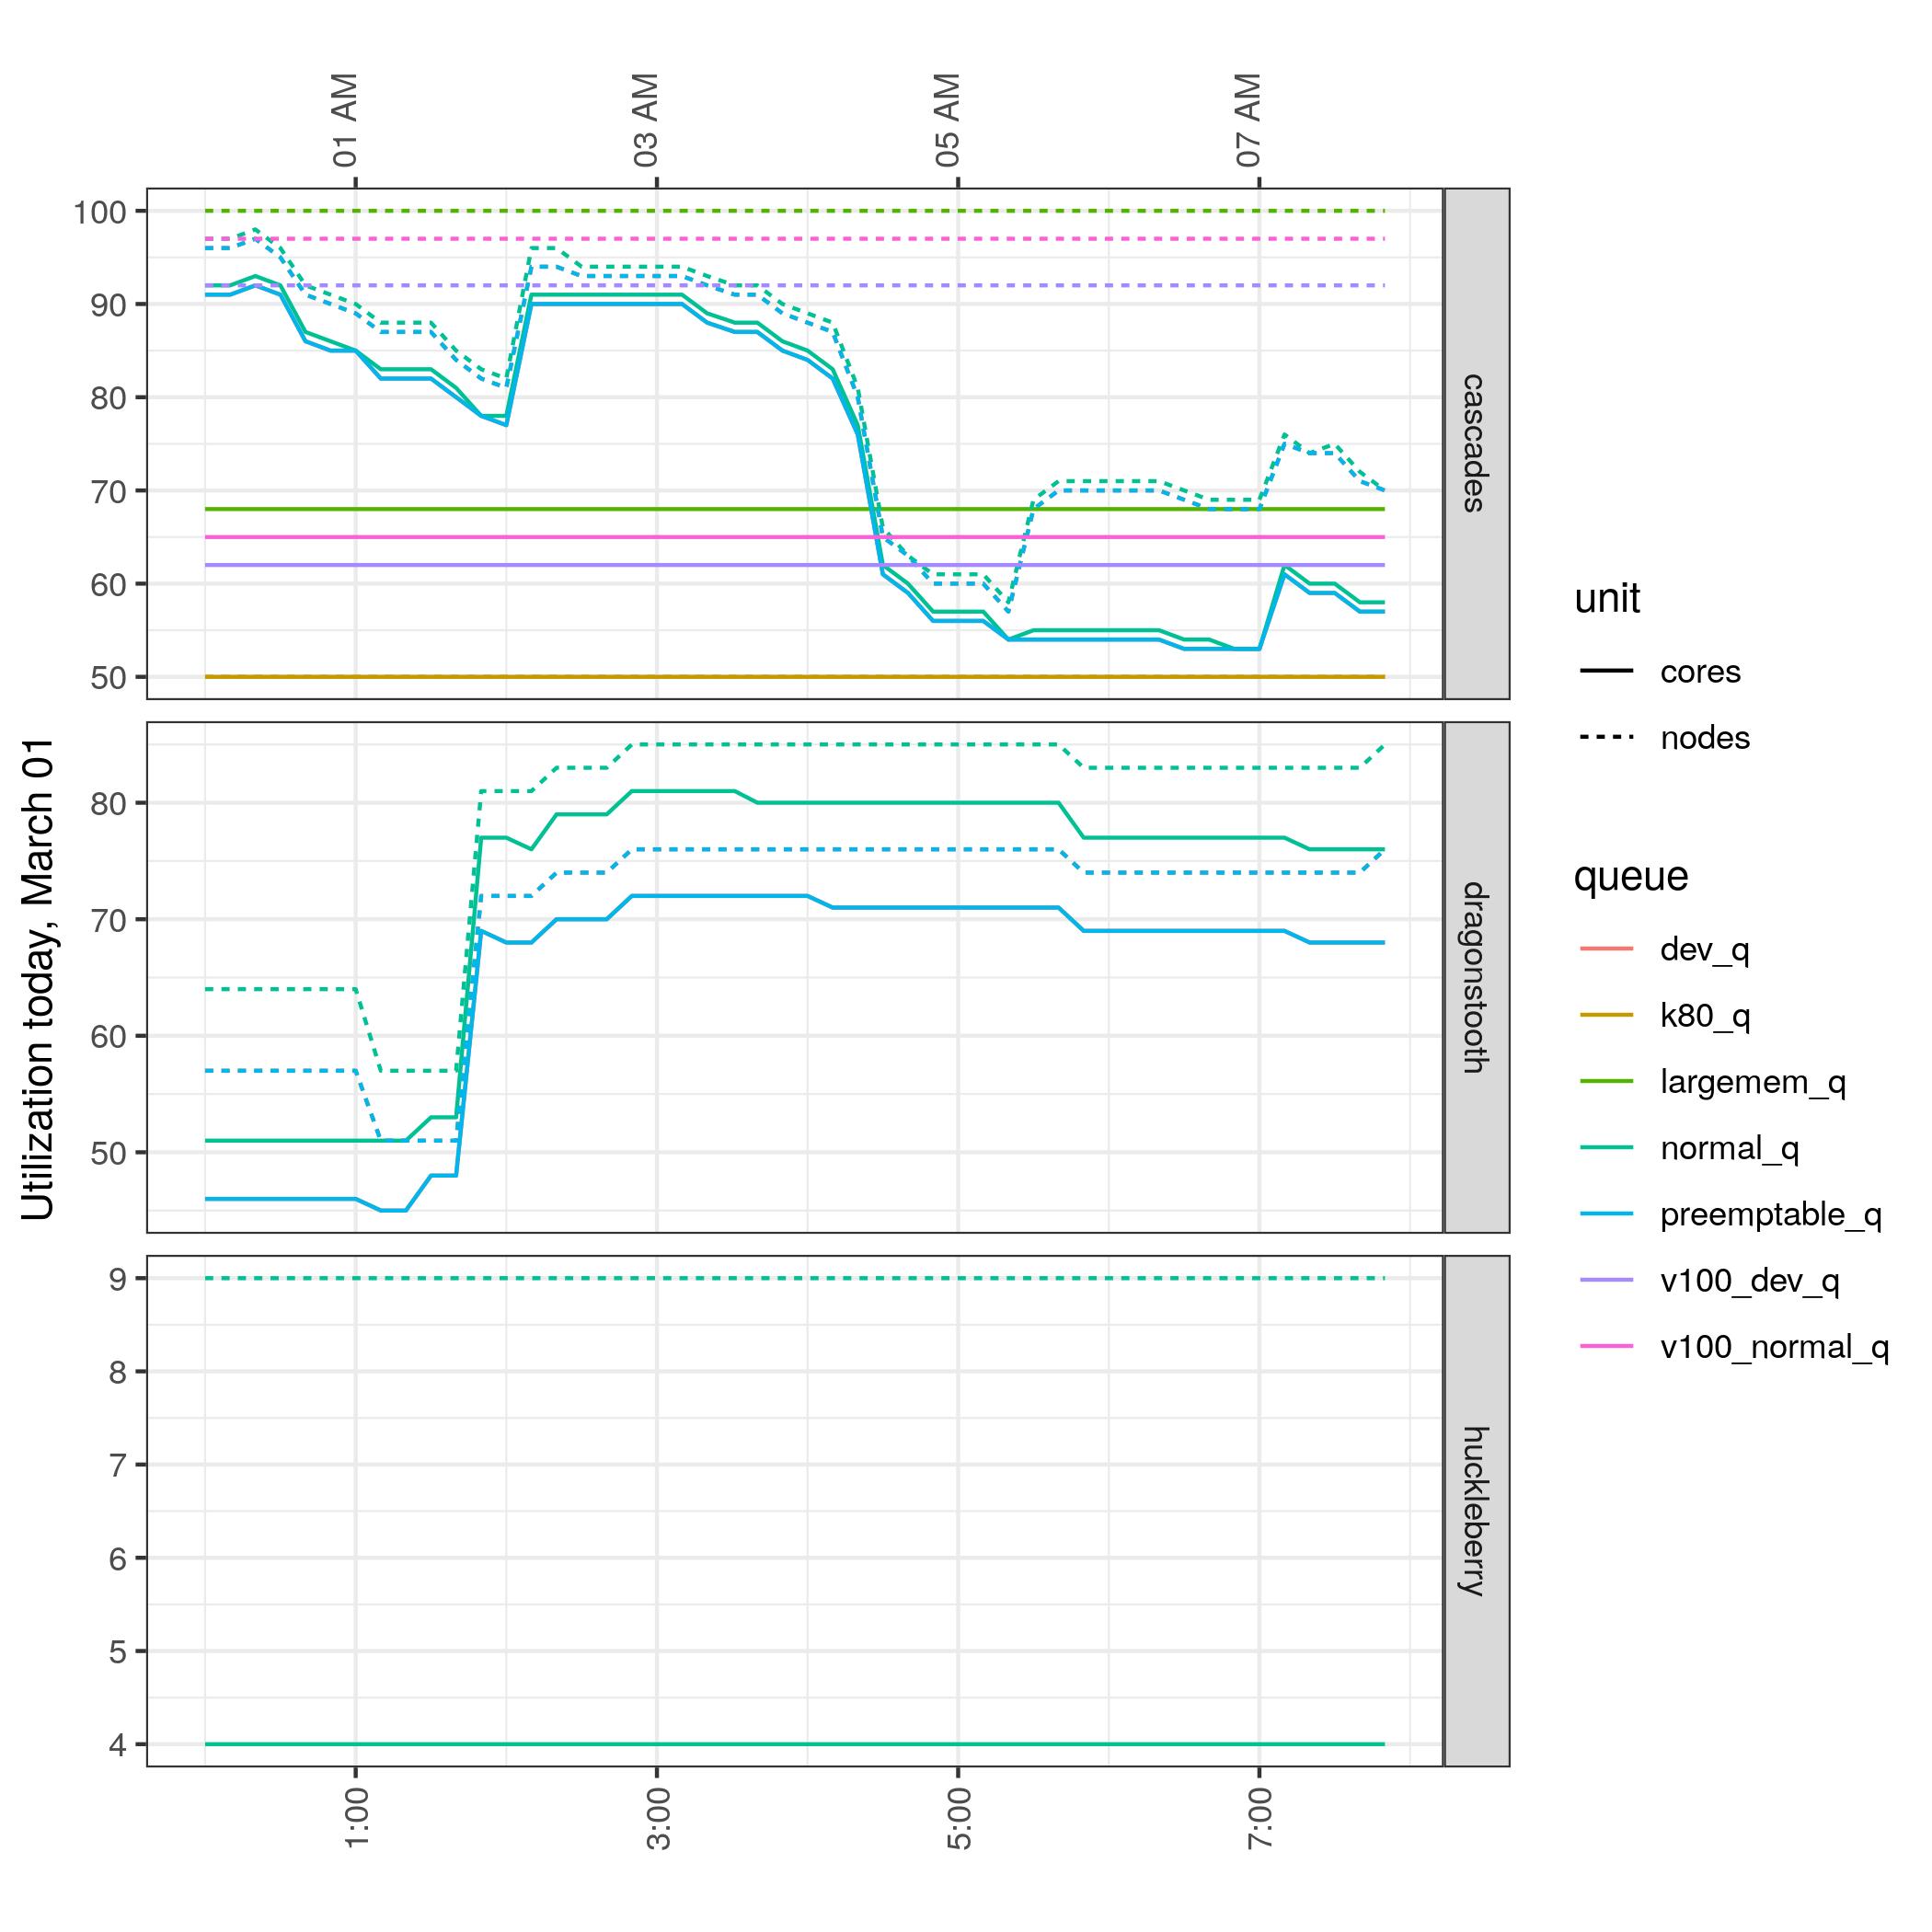 01 AM
03 AM
05 AM
07 AM
Utilization today, March 01
100
90
80
70
60
50
cascades
80
70
60
50
dragonstooth
9
8
7
6
5
4
huckleberry
1:00
3:00
5:00
7:00
unit
cores
nodes
queue
dev_q
k80_q
largemem_q
normal_q
preemptable_q
v100_dev_q
v100_normal_q